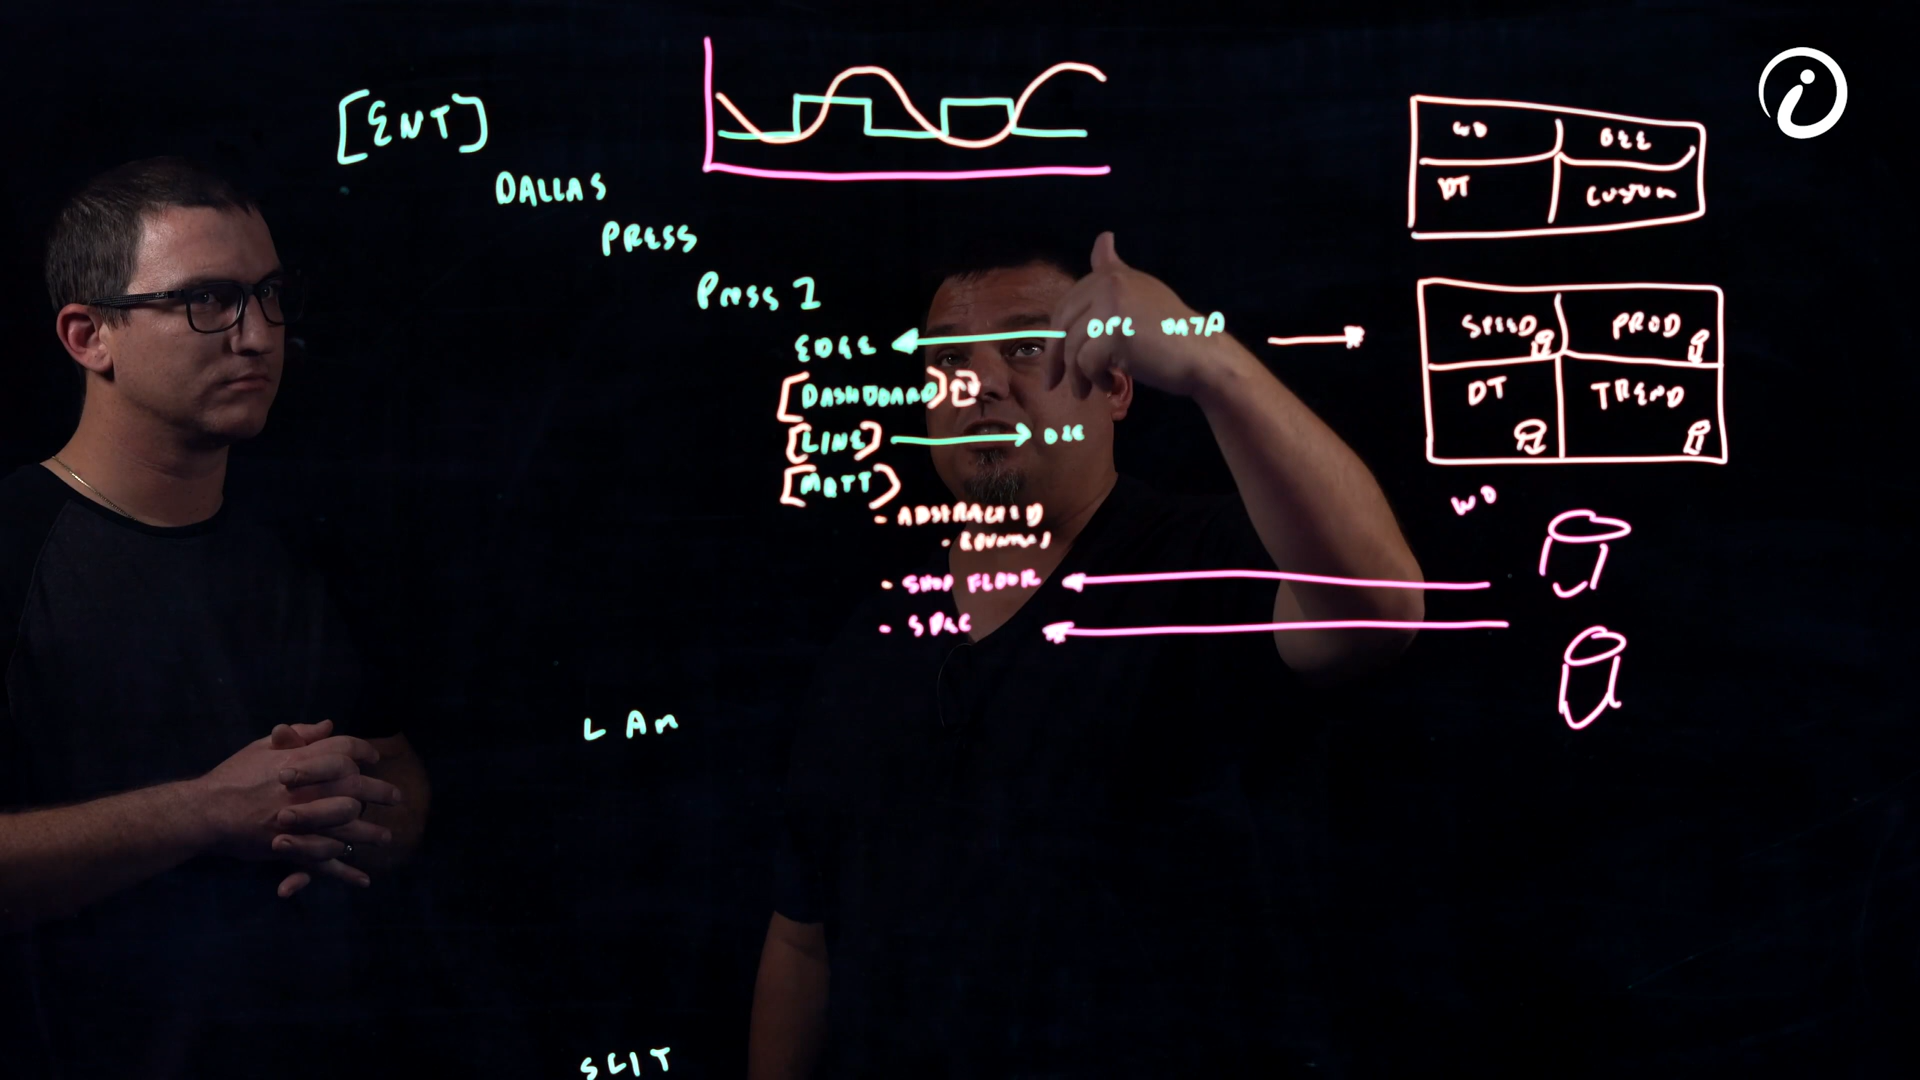 [ENT]
DALLAS
PRESS
PRESS 2
EDGE
OPC DATA
[DASHBOARD]
[LINE]
OEE
[MQTT]
- ABSTRACTED
- SHOP FLOOR
- SPEC
LAM
SLIT
WO
OEE
DT
CUSTOM
SPEED
PROD
DT
TREND
WO